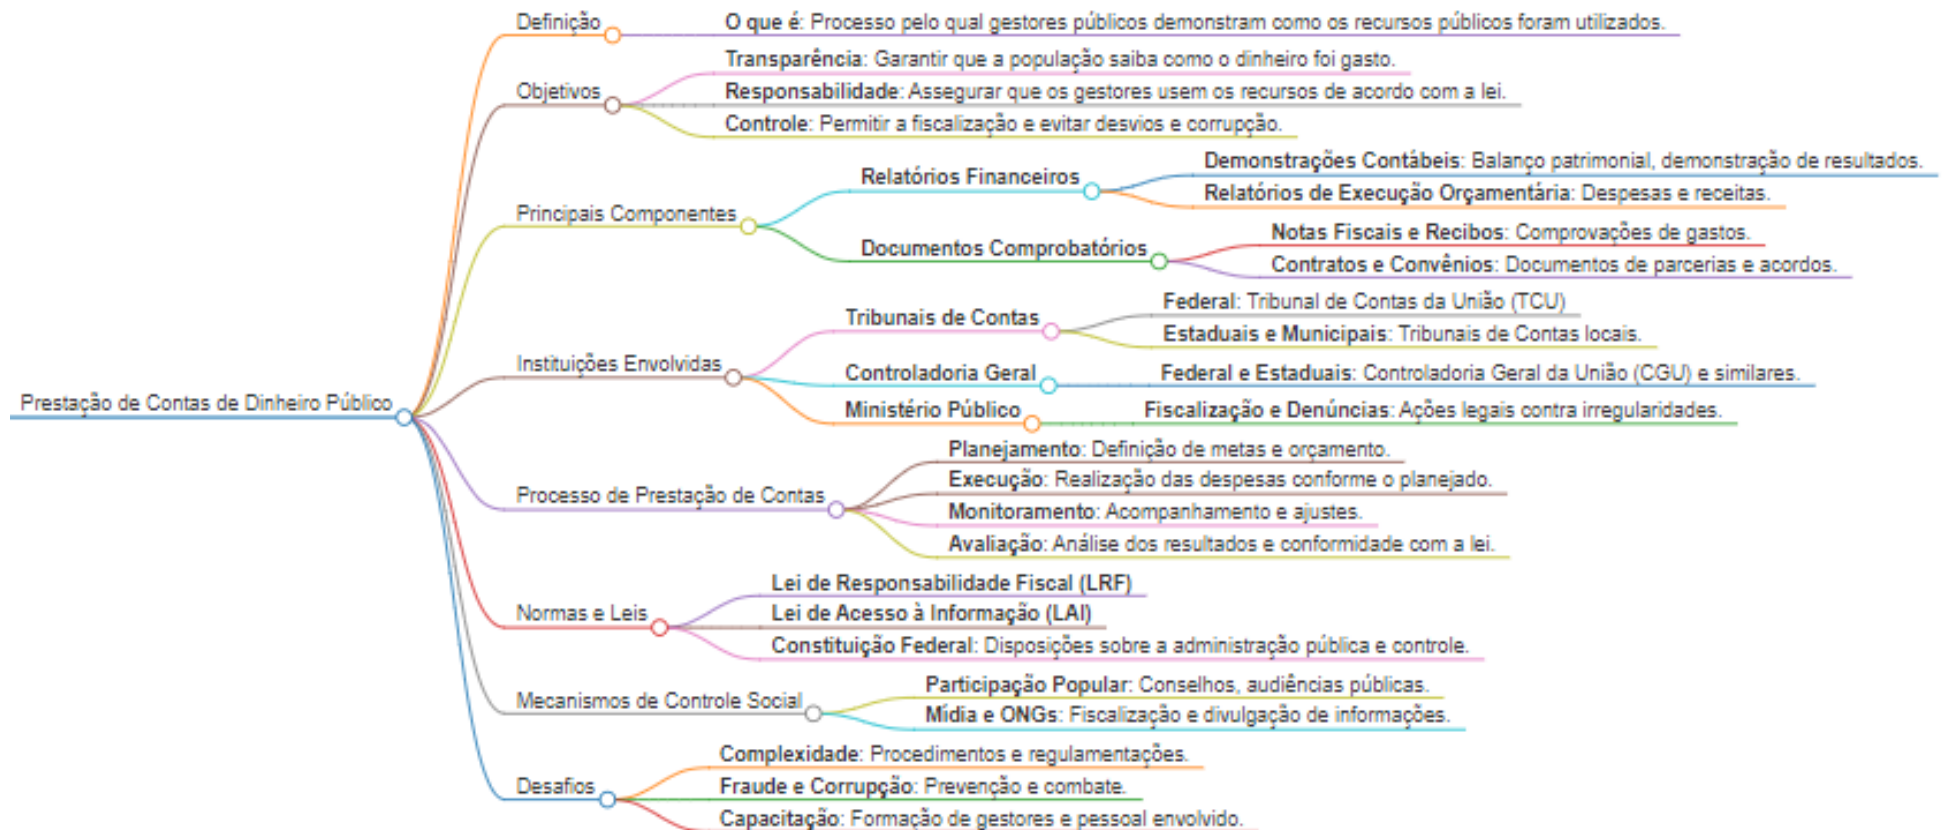 Prestação de Contas de Dinheiro Público
Definição
O que é: Processo pelo qual gestores públicos demonstram como os recursos públicos foram utilizados.
Objetivos
Transparência: Garantir que a população saiba como o dinheiro foi gasto.
Responsabilidade: Assegurar que os gestores usem os recursos de acordo com a lei.
Controle: Permitir a fiscalização e evitar desvios e corrupção.
Principais Componentes
Relatórios Financeiros
Demonstrações Contábeis: Balanço patrimonial, demonstração de resultados.
Relatórios de Execução Orçamentária: Despesas e receitas.
Documentos Comprobatórios
Notas Fiscais e Recibos: Comprovações de gastos.
Contratos e Convênios: Documentos de parcerias e acordos.
Instituições Envolvidas
Tribunais de Contas
Federal: Tribunal de Contas da União (TCU)
Estaduais e Municipais: Tribunais de Contas locais.
Controladoria Geral
Federal e Estaduais: Controladoria Geral da União (CGU) e similares.
Ministério Público
Fiscalização e Denúncias: Ações legais contra irregularidades.
Processo de Prestação de Contas
Planejamento: Definição de metas e orçamento.
Execução: Realização das despesas conforme o planejado.
Monitoramento: Acompanhamento e ajustes.
Avaliação: Análise dos resultados e conformidade com a lei.
Normas e Leis
Lei de Responsabilidade Fiscal (LRF)
Lei de Acesso à Informação (LAI)
Constituição Federal: Disposições sobre a administração pública e controle.
Mecanismos de Controle Social
Participação Popular: Conselhos, audiências públicas.
Mídia e ONGs: Fiscalização e divulgação de informações.
Desafios
Complexidade: Procedimentos e regulamentações.
Fraude e Corrupção: Prevenção e combate.
Capacitação: Formação de gestores e pessoal envolvido.